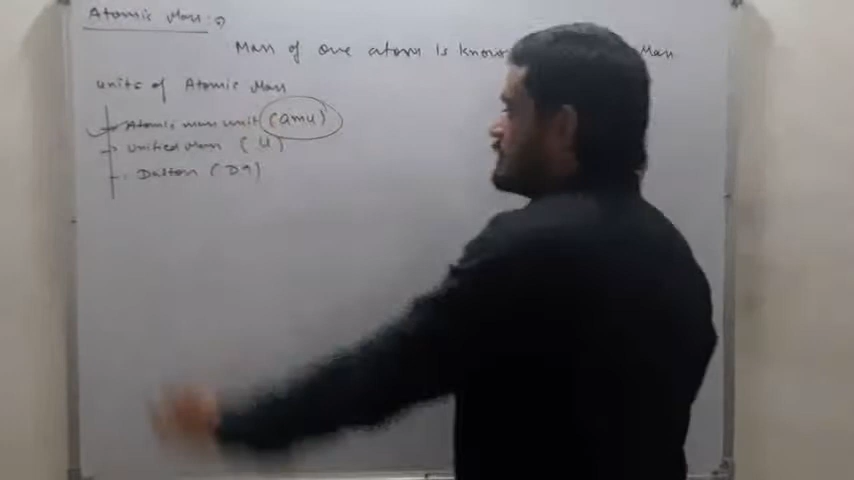 Atomic Mass :-
Mass of one atom is known Mass
units of Atomic Mass
Atomic mass unit (amu)
Unified Mass (U)
Dalton (Da)